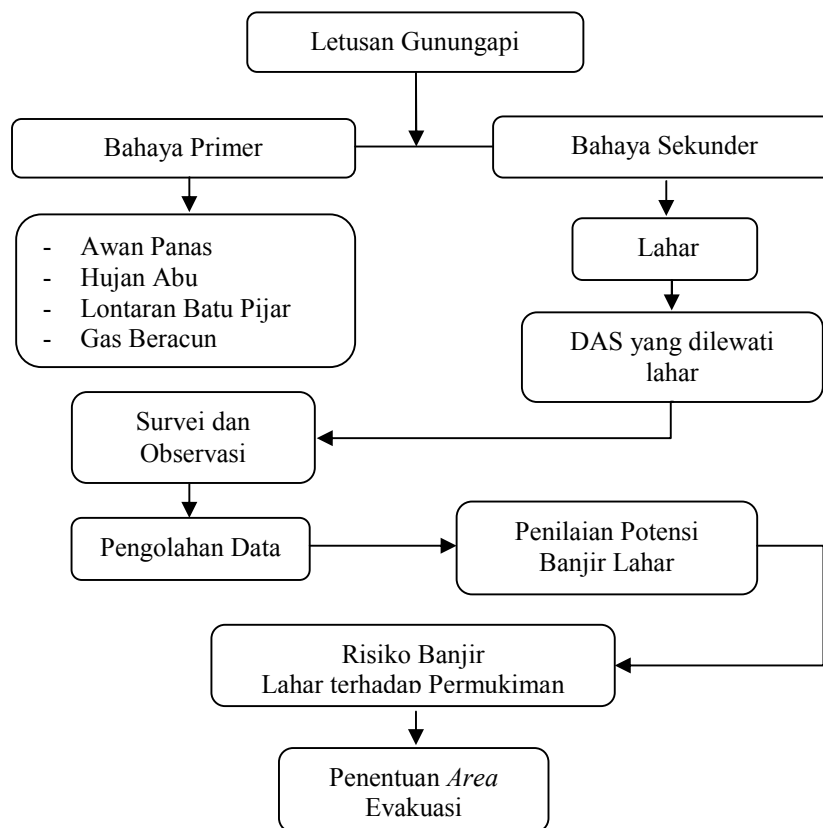 Letusan Gunungapi
Bahaya Primer
Bahaya Sekunder
- Awan Panas
- Hujan Abu
- Lontaran Batu Pijar
- Gas Beracun
Lahar
DAS yang dilewati
lahar
Survei dan
Observasi
Pengolahan Data
Penilaian Potensi
Banjir Lahar
Risiko Banjir
Lahar terhadap Permukiman
Penentuan Area
Evakuasi